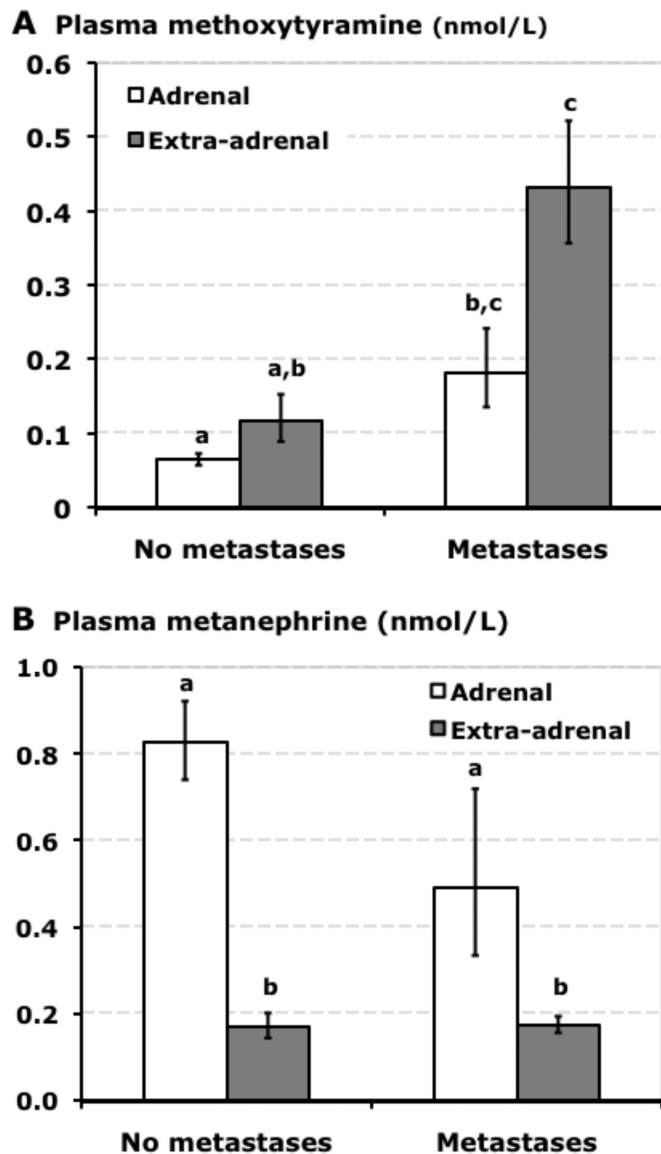 A Plasma methoxytyramine (nmol/L)
0.6
Adrenal
c
0.5
Extra-adrenal
0.4
0.3
b,c
0.2
a,b
a
0.1
0
No metastases Metastases
B Plasma metanephrine (nmol/L)
1.0
a
Adrenal
Extra-adrenal
0.8
a
0.6
0.4
b
b
0.2
0.0
No metastases Metastases